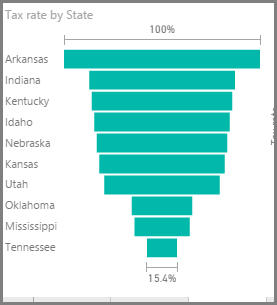 Tax rate by State
100%
Arkansas
Indiana
Kentucky
Idaho
Nebraska
Kansas
Utah
Oklahoma
Mississippi
Tennessee
15.4%